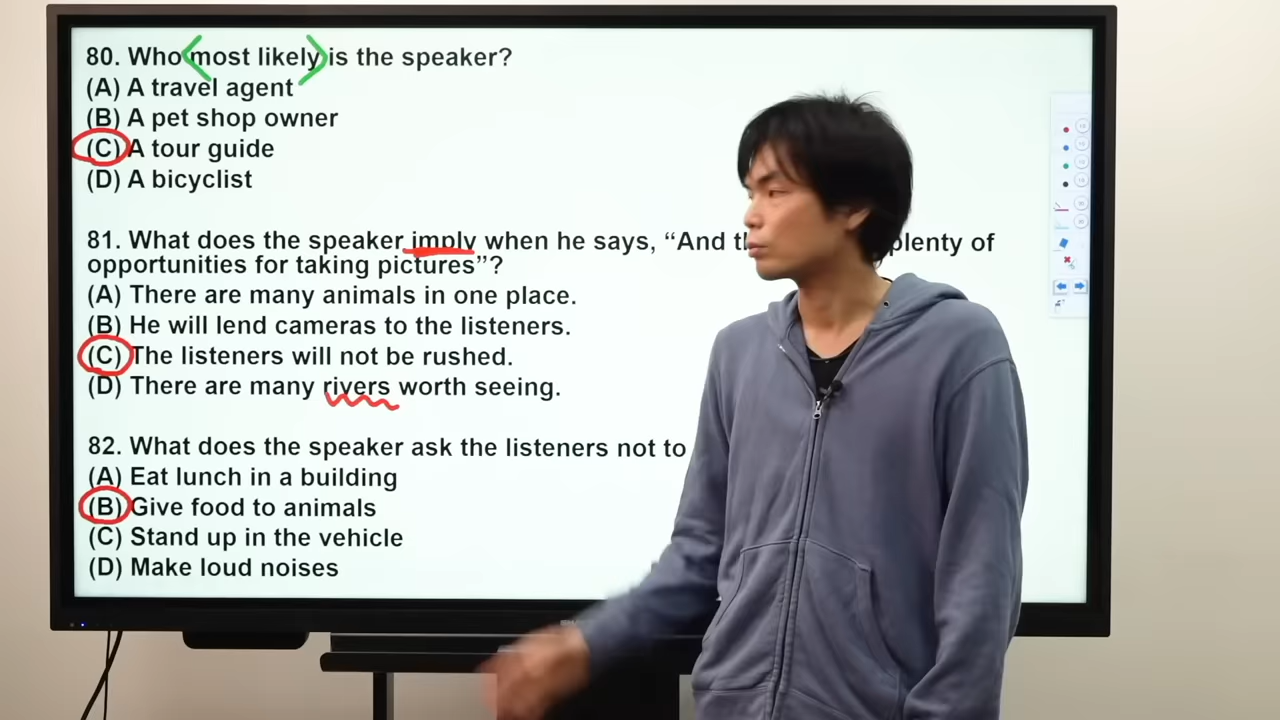 80. Who most likely is the speaker?
(A) A travel agent
(B) A pet shop owner
(C) A tour guide
(D) A bicyclist
81. What does the speaker imply when he says, “And plenty of
opportunities for taking pictures”?
(A) There are many animals in one place.
(B) He will lend cameras to the listeners.
(C) The listeners will not be rushed.
(D) There are many rivers worth seeing.
82. What does the speaker ask the listeners not to
(A) Eat lunch in a building
(B) Give food to animals
(C) Stand up in the vehicle
(D) Make loud noises